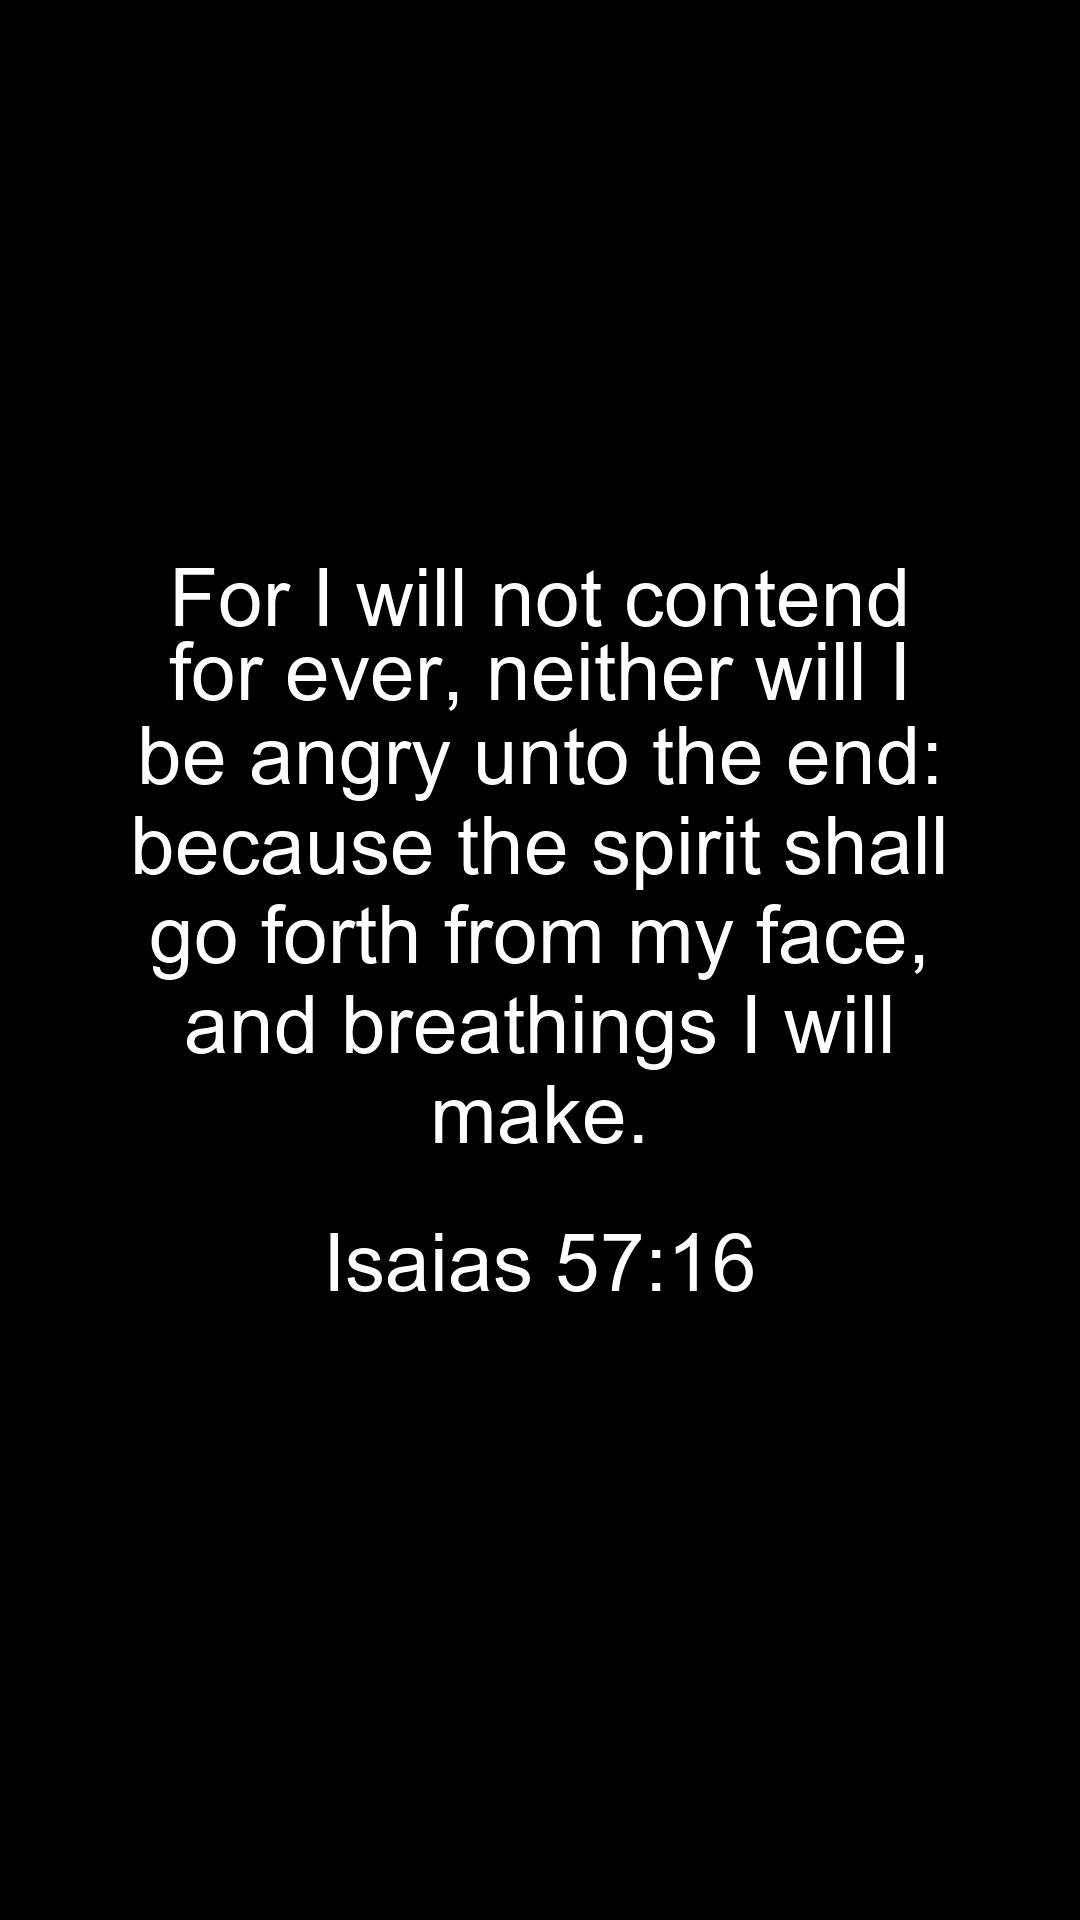 For I will not contend
for ever, neither will I
be angry unto the end:
because the spirit shall
go forth from my face,
and breathings I will
make.
Isaias 57:16